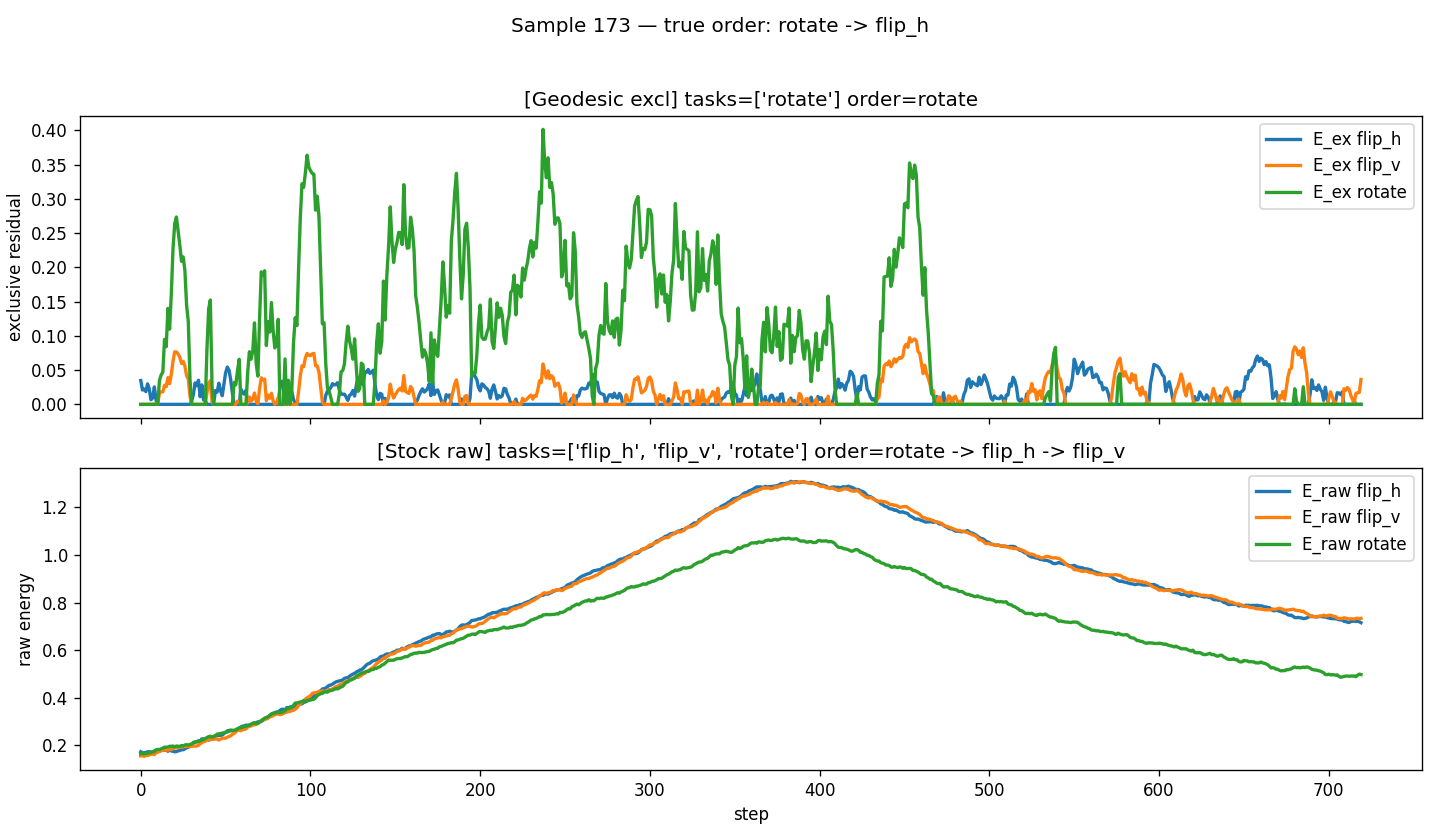 Sample 173 — true order: rotate -> flip_h
[Geodesic excl] tasks=['rotate'] order=rotate
exclusive residual
0.40
0.35
0.30
0.25
0.20
0.15
0.10
0.05
0.00
E_ex flip_h
E_ex flip_v
E_ex rotate
[Stock raw] tasks=['flip_h', 'flip_v', 'rotate'] order=rotate -> flip_h -> flip_v
raw energy
1.2
1.0
0.8
0.6
0.4
0.2
E_raw flip_h
E_raw flip_v
E_raw rotate
0 100 200 300 400 500 600 700
step